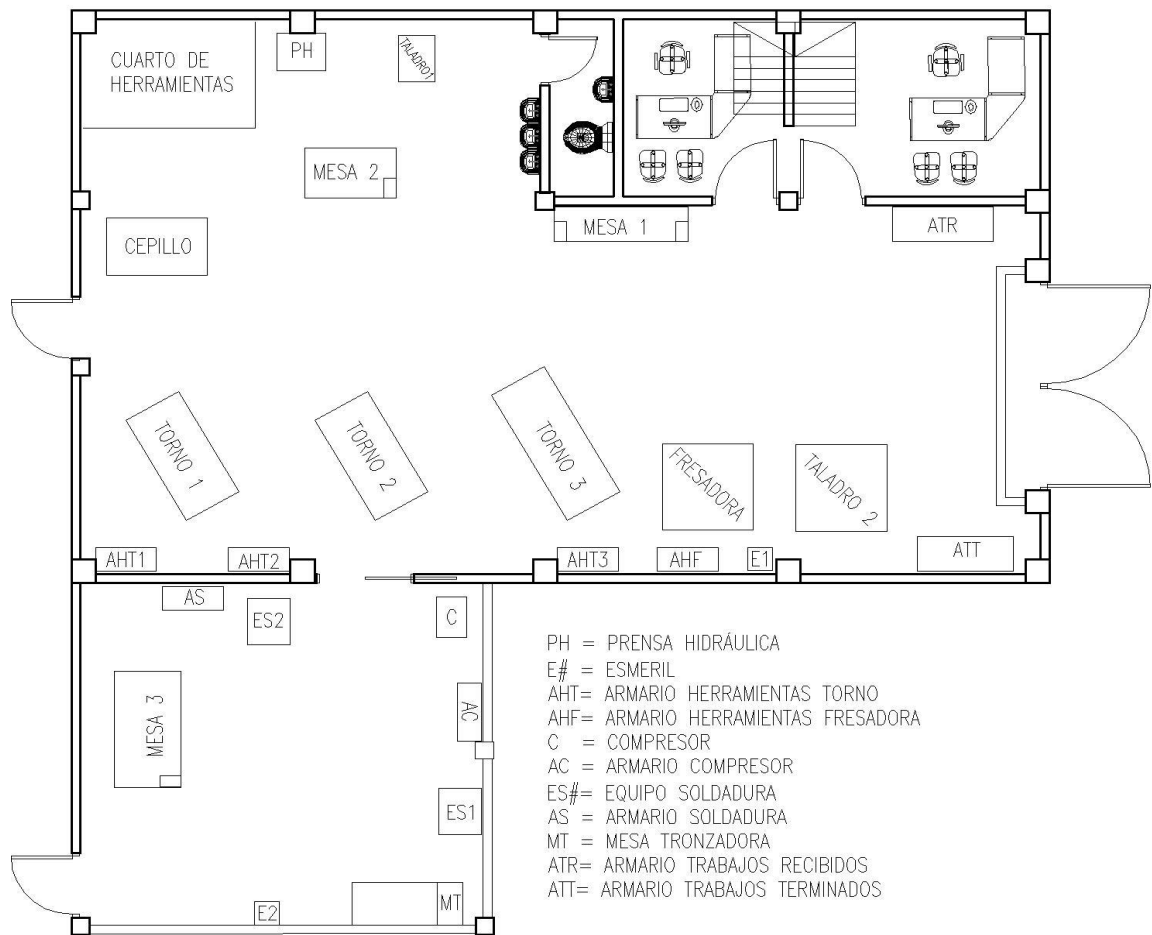 CUARTO DE
HERRAMIENTAS
PH
TALADRO1
MESA 2
CEPILLO
MESA 1
ATR
TORNO 1
TORNO 2
TORNO 3
FRESADORA
TALADRO 2
AHT1
AHT2
AHT3
AHF
E1
ATT
AS
ES2
C
MESA 3
AC
ES1
E2
MT
PH = PRENSA HIDRÁULICA
E# = ESMERIL
AHT= ARMARIO HERRAMIENTAS TORNO
AHF= ARMARIO HERRAMIENTAS FRESADORA
C = COMPRESOR
AC = ARMARIO COMPRESOR
ES#= EQUIPO SOLDADURA
AS = ARMARIO SOLDADURA
MT = MESA TRONZADORA
ATR= ARMARIO TRABAJOS RECIBIDOS
ATT= ARMARIO TRABAJOS TERMINADOS